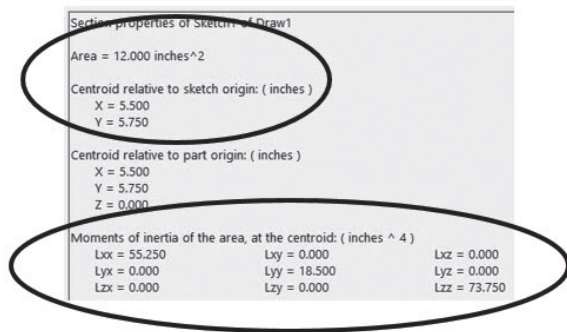 Section properties of Sketch1 of Draw1
Area = 12.000 inches^2
Centroid relative to sketch origin: ( inches )
X = 5.500
Y = 5.750
Centroid relative to part origin: ( inches )
X = 5.500
Y = 5.750
Z = 0.000
Moments of inertia of the area, at the centroid: ( inches ^ 4 )
Lxx = 55.250 Lxy = 0.000 Lxz = 0.000
Lyx = 0.000 Lyy = 18.500 Lyz = 0.000
Lzx = 0.000 Lzy = 0.000 Lzz = 73.750